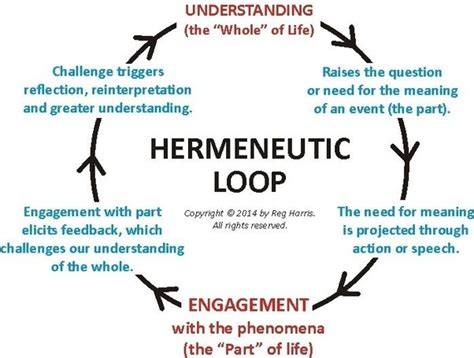 UNDERSTANDING
(the “Whole” of Life)
Raises the question
or need for the meaning
of an event (the part).
The need for meaning
is projected through
action or speech.
ENGAGEMENT
with the phenomena
(the “Part” of life)
Engagement with part
elicits feedback, which
challenges our understanding
of the whole.
Challenge triggers
reflection, reinterpretation
and greater understanding.
HERMENEUTIC
LOOP
Copyright © 2014 by Reg Harris.
All rights reserved.